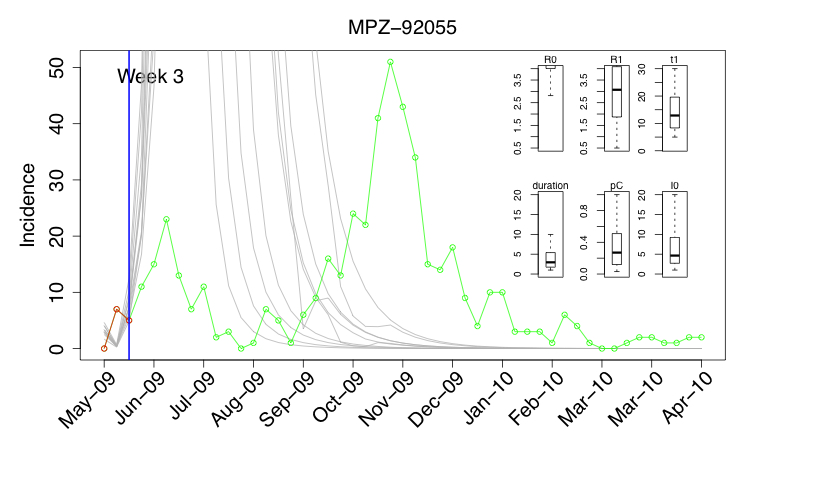 MPZ−92055
Week 3
Incidence
0
10
20
30
40
50
May−09
Jun−09
Jul−09
Aug−09
Sep−09
Oct−09
Nov−09
Dec−09
Jan−10
Feb−10
Mar−10
Mar−10
Apr−10
R0
0.5 1.5 2.5 3.5
R1
0.5 1.5 2.5 3.5
t1
0 10 20 30
duration
0 5 10 15 20
pC
0.0 0.4 0.8
I0
0 5 10 15 20